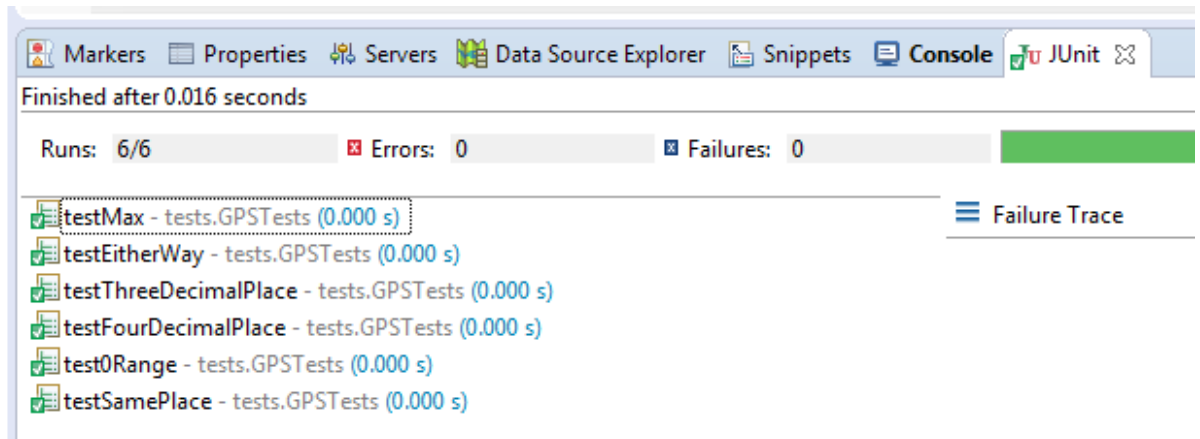 Markers Properties Servers Data Source Explorer Snippets Console JUnit
Finished after 0.016 seconds
Runs: 6/6 Errors: 0 Failures: 0
testMax - tests.GPSTests (0.000 s)
Failure Trace
testEitherWay - tests.GPSTests (0.000 s)
testThreeDecimalPlace - tests.GPSTests (0.000 s)
testFourDecimalPlace - tests.GPSTests (0.000 s)
test0Range - tests.GPSTests (0.000 s)
testSamePlace - tests.GPSTests (0.000 s)